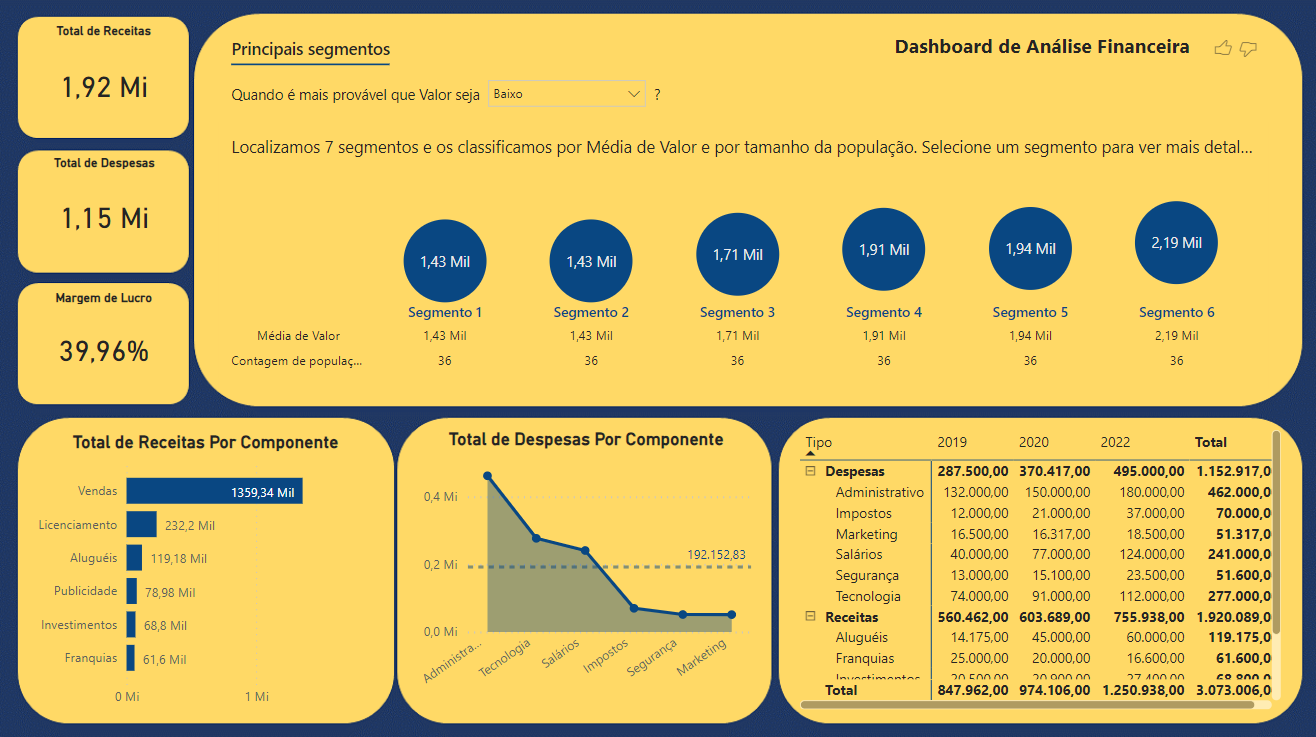 Total de Receitas
1,92 Mi
Total de Despesas
1,15 Mi
Margem de Lucro
39,96%
Principais segmentos
Dashboard de Análise Financeira
Quando é mais provável que Valor seja Baixo ?
Localizamos 7 segmentos e os classificamos por Média de Valor e por tamanho da população. Selecione um segmento para ver mais detal...
1,43 Mil 1,43 Mil 1,71 Mil 1,91 Mil 1,94 Mil 2,19 Mil
Segmento 1 Segmento 2 Segmento 3 Segmento 4 Segmento 5 Segmento 6
Média de Valor 1,43 Mil 1,43 Mil 1,71 Mil 1,91 Mil 1,94 Mil 2,19 Mil
Contagem de populaç... 36 36 36 36 36 36
Total de Receitas Por Componente
Vendas 1359,34 Mil
Licenciamento 232,2 Mil
Aluguéis 119,18 Mil
Publicidade 78,98 Mil
Investimentos 68,8 Mil
Franquias 61,6 Mil
0 Mi 1 Mi
Total de Despesas Por Componente
0,4 Mi
192.152,83
0,2 Mi
0,0 Mi
Administra... Tecnologia Salários Impostos Segurança Marketing
Tipo 2019 2020 2022 Total
Despesas 287.500,00 370.417,00 495.000,00 1.152.917,0
Administrativo 132.000,00 150.000,00 180.000,00 462.000,0
Impostos 12.000,00 21.000,00 37.000,00 70.000,0
Marketing 16.500,00 16.317,00 18.500,00 51.317,0
Salários 40.000,00 77.000,00 124.000,00 241.000,0
Segurança 13.000,00 15.100,00 23.500,00 51.600,0
Tecnologia 74.000,00 91.000,00 112.000,00 277.000,0
Receitas 560.462,00 603.689,00 755.938,00 1.920.089,0
Aluguéis 14.175,00 45.000,00 60.000,00 119.175,0
Franquias 25.000,00 20.000,00 16.600,00 61.600,0
Investimentos 20.500,00 20.900,00 27.400,00 68.800,0
Total 847.962,00 974.106,00 1.250.938,00 3.073.006,0